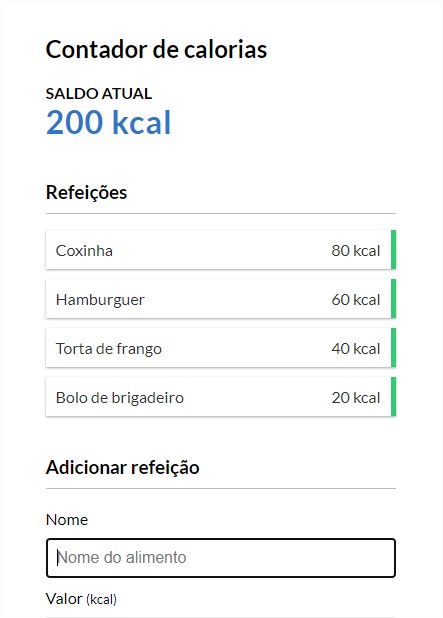 Contador de calorias
SALDO ATUAL
200 kcal
Refeições
Coxinha 80 kcal
Hamburguer 60 kcal
Torta de frango 40 kcal
Bolo de brigadeiro 20 kcal
Adicionar refeição
Nome
Nome do alimento
Valor (kcal)